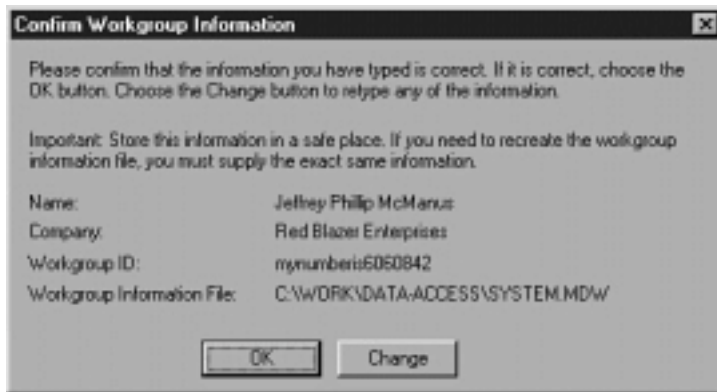 Confirm Workgroup Information
Please confirm that the information you have typed is correct. If it is correct, choose the
OK button. Choose the Change button to retype any of the information.
Important: Store this information in a safe place. If you need to recreate the workgroup
information file, you must supply the exact same information.
Name: Jeffrey Phillip McManus
Company: Red Blazer Enterprises
Workgroup ID: mynumberis6060842
Workgroup Information File: C:\WORK\DATA-ACCESS\SYSTEM.MDW
OK Change